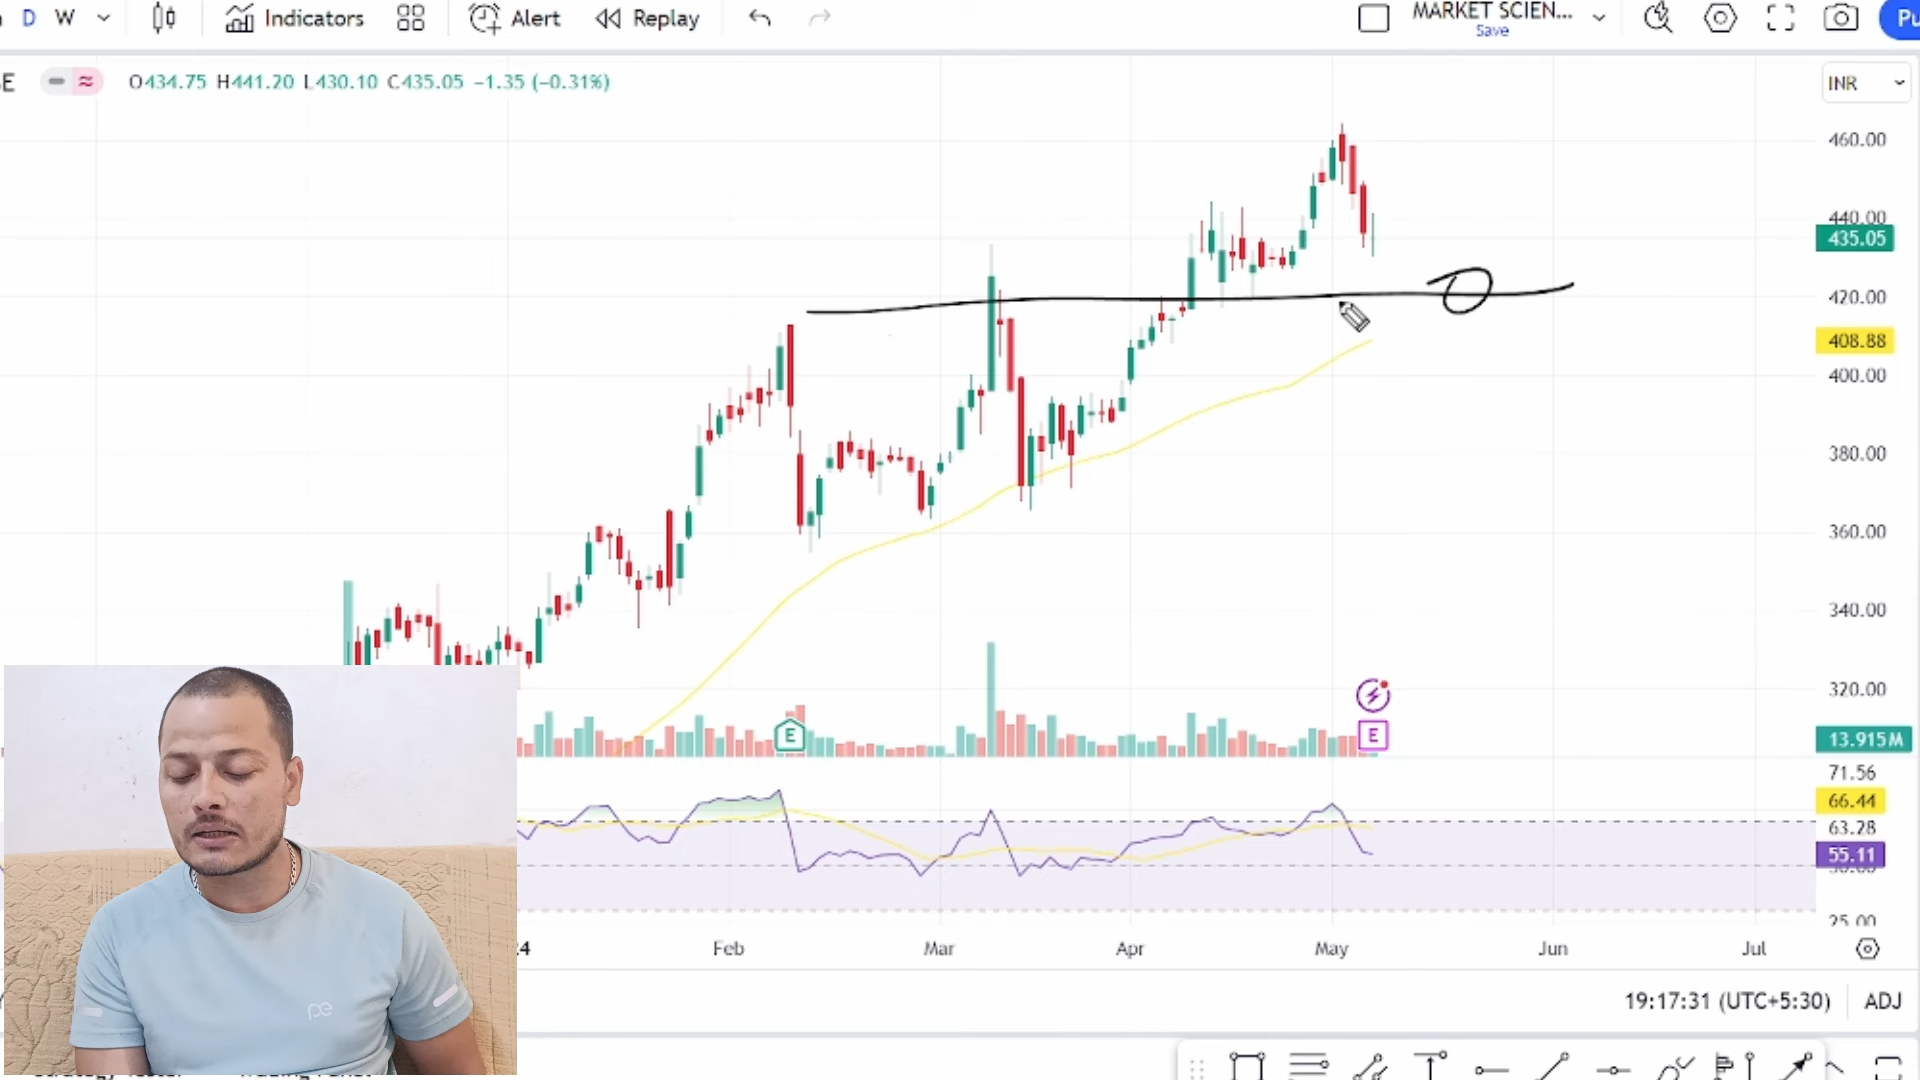 D W Indicators Alert Replay MARKET SCIEN...
Save
Pu
E O434.75 H441.20 L430.10 C435.05 −1.35 (−0.31%)
INR
460.00
440.00
435.05
420.00
408.88
400.00
380.00
360.00
340.00
320.00
E E
13.915M
71.56
66.44
63.28
55.11
25.00
24 Feb Mar Apr May Jun Jul
19:17:31 (UTC+5:30) ADJ
pe